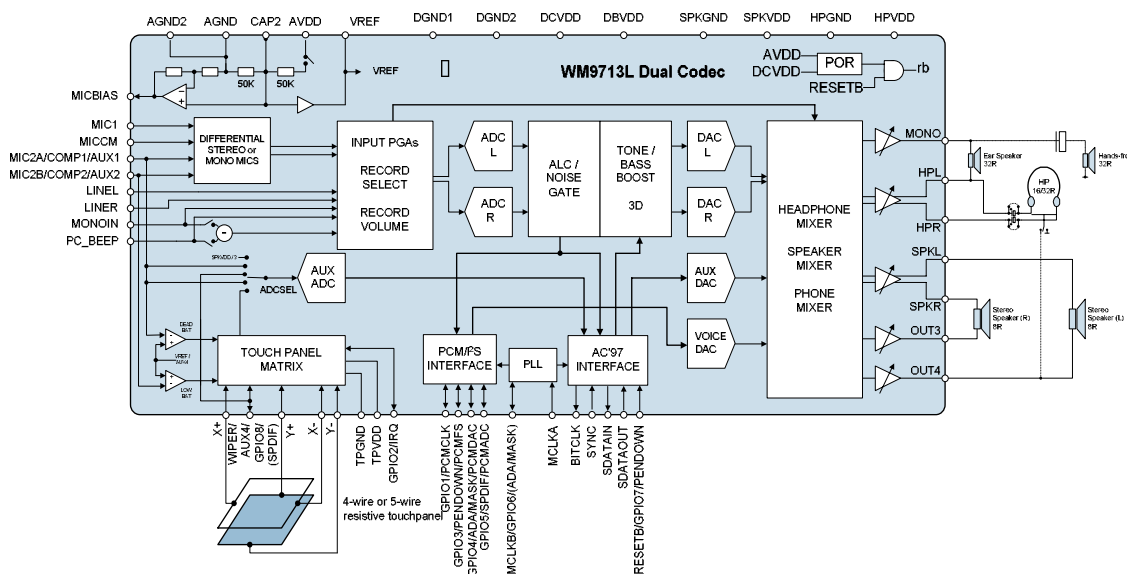 AGND2 AGND CAP2 AVDD VREF DGND1 DGND2 DCVDD DBVDD SPKGND SPKVDD HPGND HPVDD
WM9713L Dual Codec
VREF
50K 50K
AVDD
DCVDD
POR
RESETB
rb
MICBIAS
MIC1
MICCM
MIC2A/COMP1/AUX1
MIC2B/COMP2/AUX2
LINEL
LINER
MONOIN
PC_BEEP
DIFFERENTIAL
STEREO or
MONO MICS
INPUT PGAs
RECORD
SELECT
RECORD
VOLUME
ADC
L
ADC
R
ALC /
NOISE
GATE
TONE /
BASS
BOOST
3D
DAC
L
DAC
R
HEADPHONE
MIXER
SPEAKER
MIXER
PHONE
MIXER
MONO
HPL
HPR
SPKL
SPKR
OUT3
OUT4
Ear Speaker
32R
Hands-fre
32R
HP
16/32R
Stereo
Speaker (R)
8R
Stereo
Speaker (L)
8R
SPKVDD/3
ADCSEL
AUX
ADC
AUX
DAC
VOICE
DAC
DEAD
BAT
VREF/
AUX4
LOW
BAT
TOUCH PANEL
MATRIX
PCM/I²S
INTERFACE
PLL
AC'97
INTERFACE
X+
WIPER/
AUX4/
GPIO8/
(SPDIF)
Y+
X-
Y-
TPGND
TPVDD
GPIO2/IRQ
GPIO1/PCMCLK
GPIO3/PENDOWN/PCMFS
GPIO4/ADA/MASK/PCMDAC
GPIO5/SPDIF/PCMADC
MCLKB/GPIO6/(ADA/MASK)
MCLKA
BITCLK
SYNC
SDATAIN
SDATAOUT
RESETB/GPIO7/PENDOWN
4-wire or 5-wire
resistive touchpanel